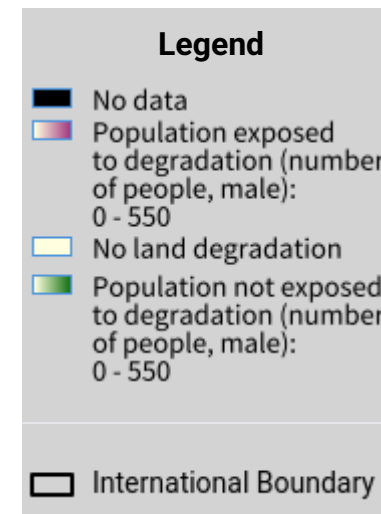 Legend
No data
Population exposed
to degradation (number
of people, male):
0 - 550
No land degradation
Population not exposed
to degradation (number
of people, male):
0 - 550
International Boundary